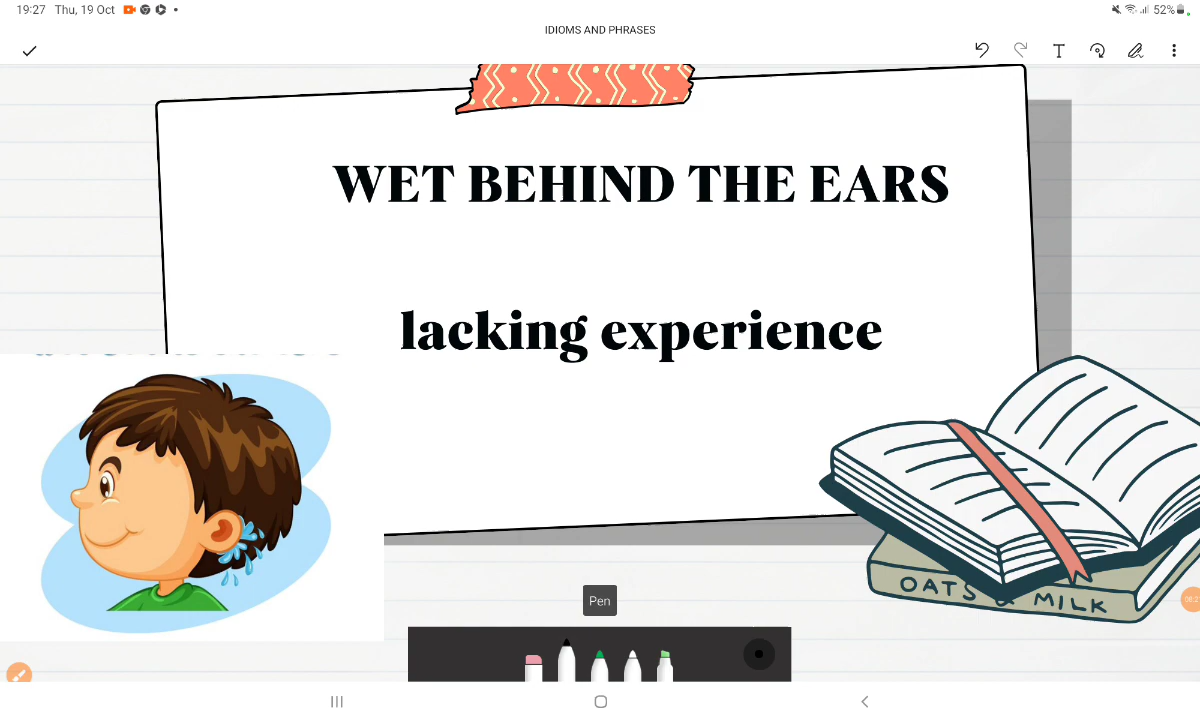 19:27 Thu, 19 Oct
52%
IDIOMS AND PHRASES
T
WET BEHIND THE EARS
lacking experience
OATS & MILK
Pen